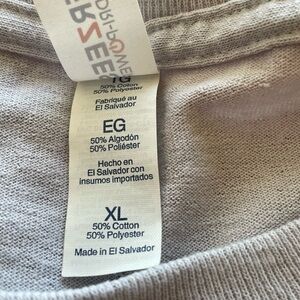 TG
50% Cotton
50% Polyester
Fabriqué au
El Salvador
EG
50% Algodón
50% Poliéster
Hecho en
El Salvador con
insumos importados
XL
50% Cotton
50% Polyester
Made in El Salvador